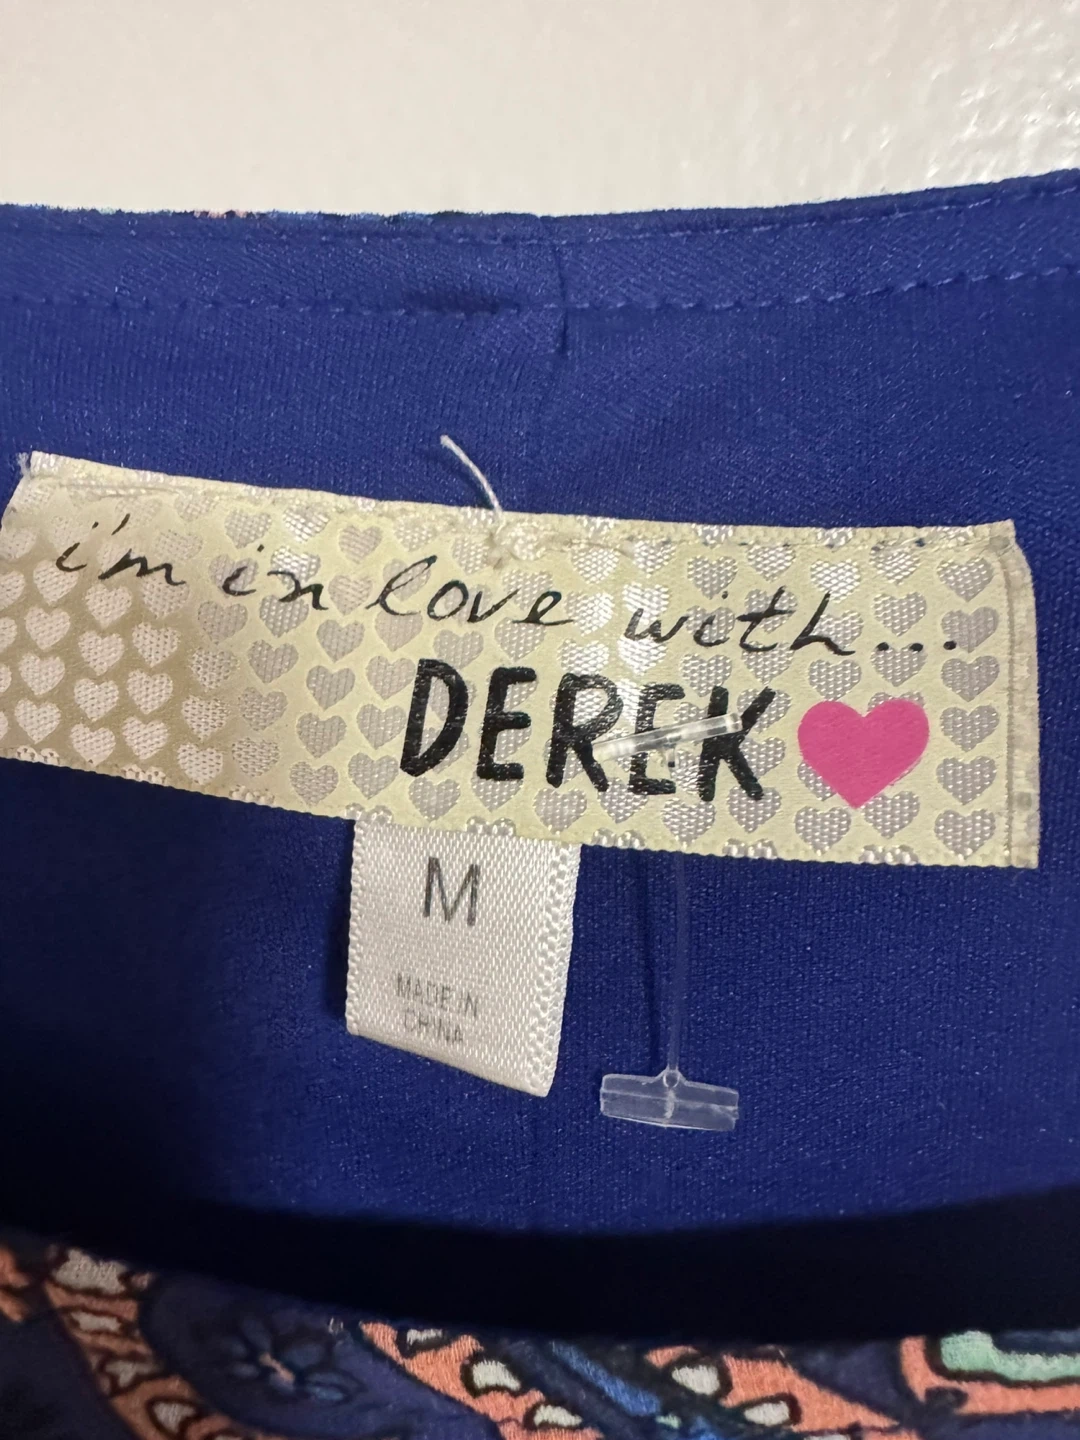 i'm in love with...
DEREK
M
MADE IN
CHINA